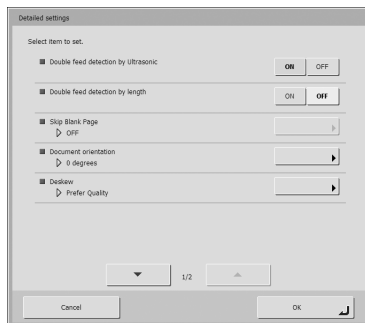 Detailed settings
Select item to set.
Double feed detection by Ultrasonic
ON OFF
Double feed detection by length
ON OFF
Skip Blank Page
OFF
Document orientation
0 degrees
Deskew
Prefer Quality
1/2
Cancel
OK